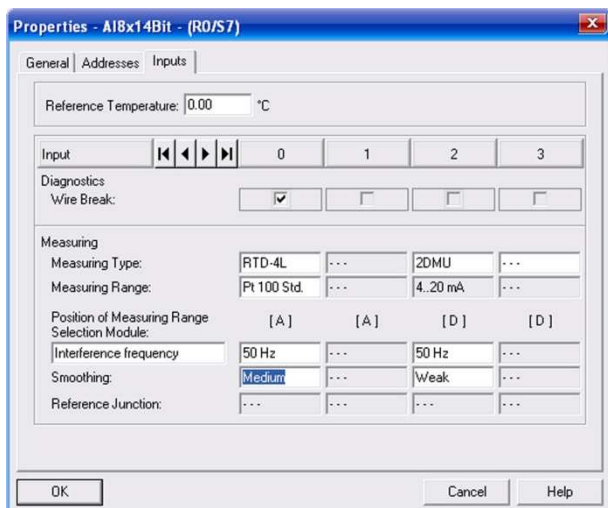 Properties - AI8x14Bit - (R0/S7)
General Addresses Inputs
Reference Temperature: 0.00 °C
Input 0 1 2 3
Diagnostics
Wire Break:
Measuring
Measuring Type: RTD-4L --- 2DMU ---
Measuring Range: Pt 100 Std. --- 4..20 mA ---
Position of Measuring Range
Selection Module: [A] [A] [D] [D]
Interference frequency 50 Hz --- 50 Hz ---
Smoothing: Medium --- Weak ---
Reference Junction: --- --- --- ---
OK Cancel Help